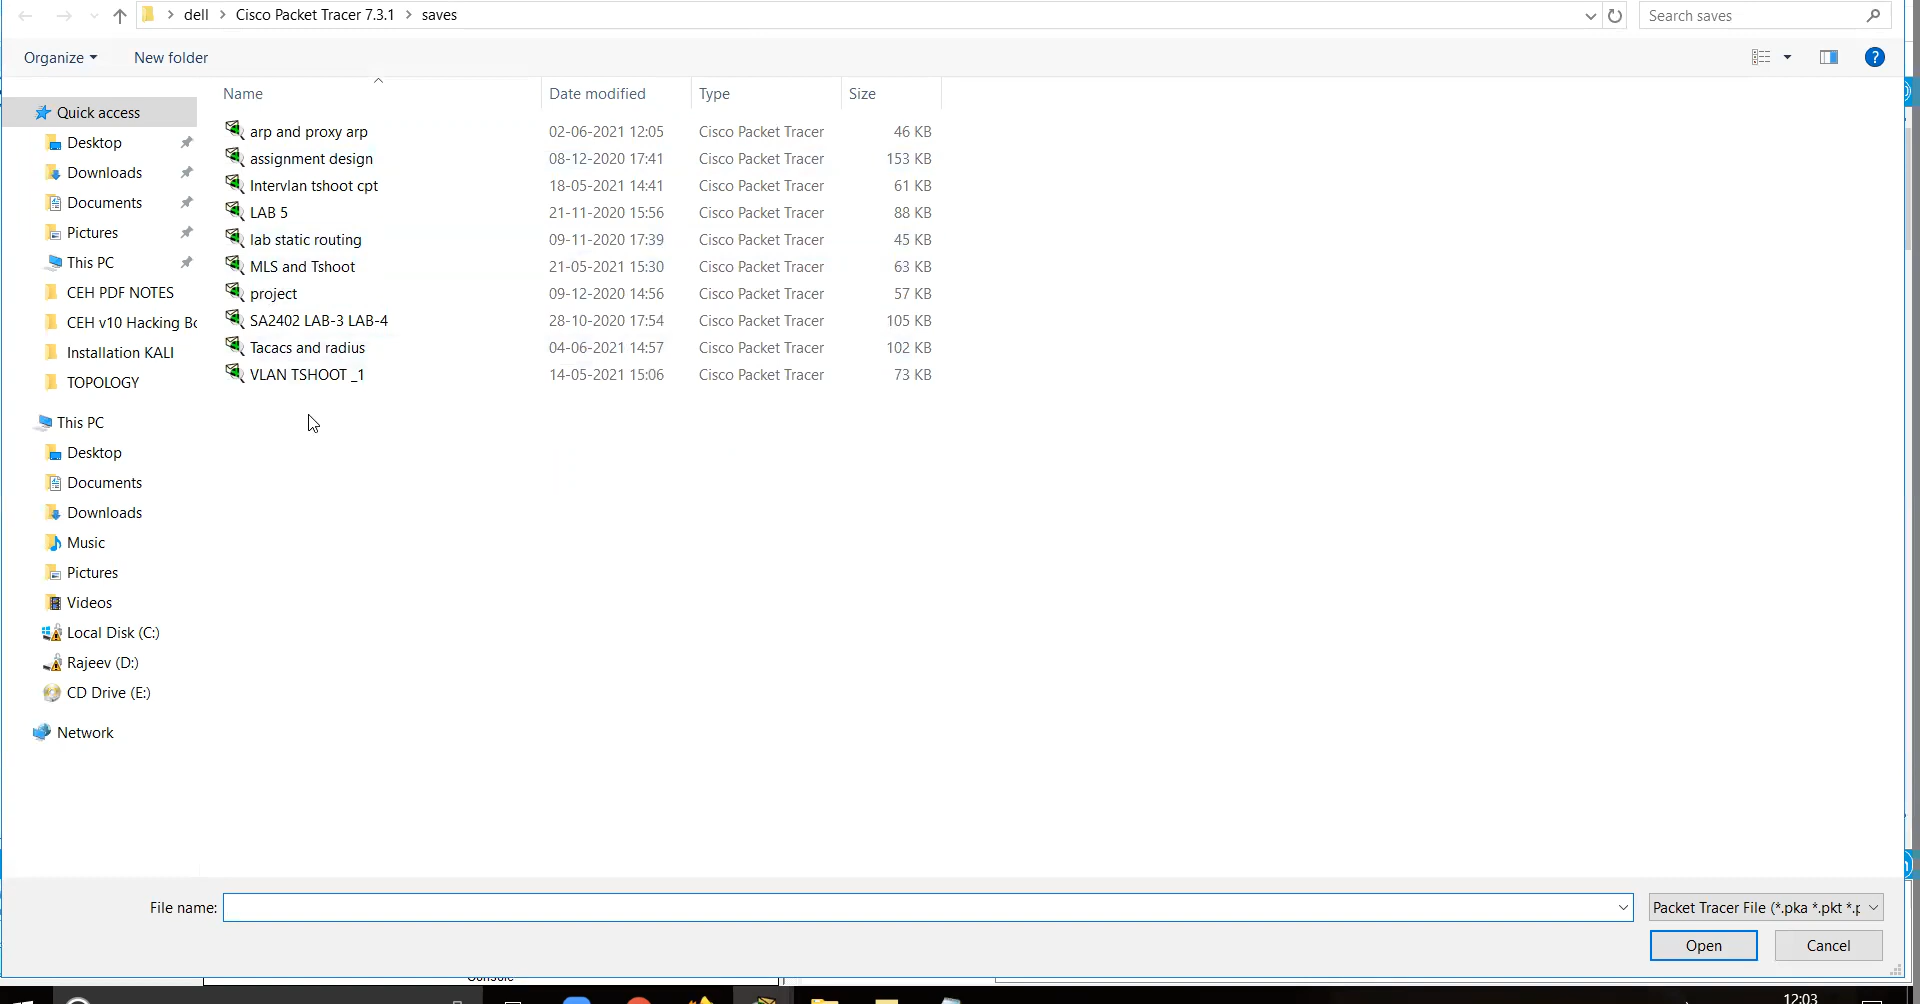 dell > Cisco Packet Tracer 7.3.1 > saves
Search saves
Organize
New folder
Name Date modified Type Size
Quick access
Desktop
Downloads
Documents
Pictures
This PC
CEH PDF NOTES
CEH v10 Hacking Bc
Installation KALI
TOPOLOGY
This PC
Desktop
Documents
Downloads
Music
Pictures
Videos
Local Disk (C:)
Rajeev (D:)
CD Drive (E:)
Network
arp and proxy arp 02-06-2021 12:05 Cisco Packet Tracer 46 KB
assignment design 08-12-2020 17:41 Cisco Packet Tracer 153 KB
Intervlan tshoot cpt 18-05-2021 14:41 Cisco Packet Tracer 61 KB
LAB 5 21-11-2020 15:56 Cisco Packet Tracer 88 KB
lab static routing 09-11-2020 17:39 Cisco Packet Tracer 45 KB
MLS and Tshoot 21-05-2021 15:30 Cisco Packet Tracer 63 KB
project 09-12-2020 14:56 Cisco Packet Tracer 57 KB
SA2402 LAB-3 LAB-4 28-10-2020 17:54 Cisco Packet Tracer 105 KB
Tacacs and radius 04-06-2021 14:57 Cisco Packet Tracer 102 KB
VLAN TSHOOT _1 14-05-2021 15:06 Cisco Packet Tracer 73 KB
File name:
Packet Tracer File (*.pka *.pkt *.p
Open
Cancel
12:03